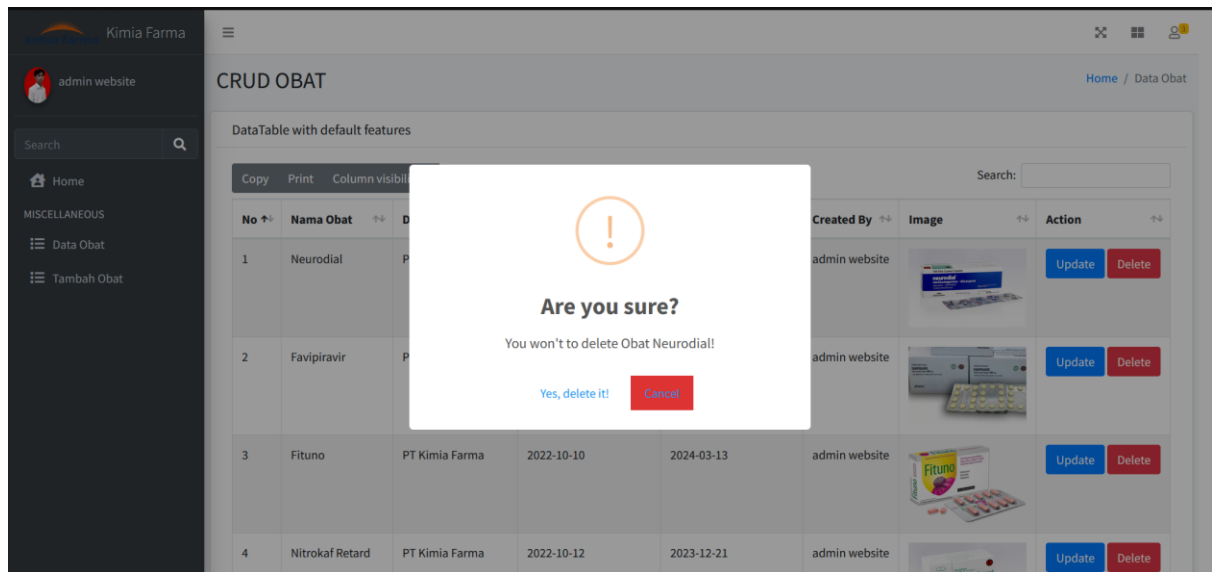 Kimia Farma
admin website
1
CRUD OBAT
Home / Data Obat
DataTable with default features
Search
Home
MISCELLANEOUS
Data Obat
Tambah Obat
Copy Print Column
Search:
No Nama Obat Created By Image Action
1 Neurodial admin website Update Delete
neurodial
2 Favipiravir admin website Update Delete
3 Fituno PT Kimia Farma 2022-10-10 2024-03-13 admin website Update Delete
Fituno
4 Nitrokaf Retard PT Kimia Farma 2022-10-12 2023-12-21 admin website Update Delete
!
Are you sure?
You won't to delete Obat Neurodial!
Yes, delete it! Cancel